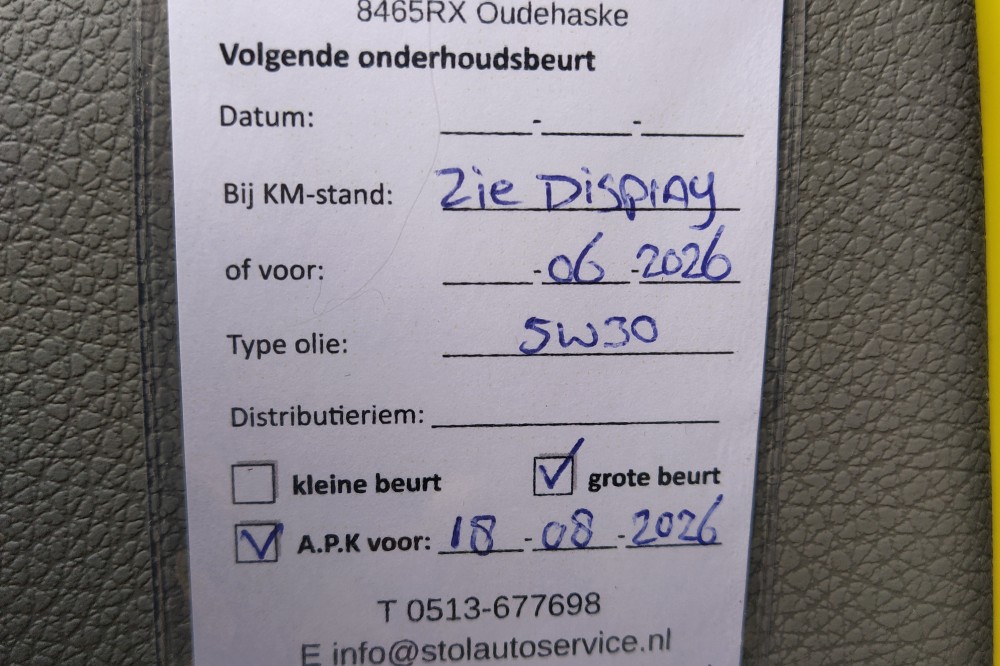 8465RX Oudehaske
Volgende onderhoudsbeurt
Datum: - -
Bij KM-stand: Zie Display
of voor: -06-2026
Type olie: 5W30
Distributieriem:
kleine beurt grote beurt
A.P.K voor: 18-08-2026
T 0513-677698
E info@stolautoservice.nl